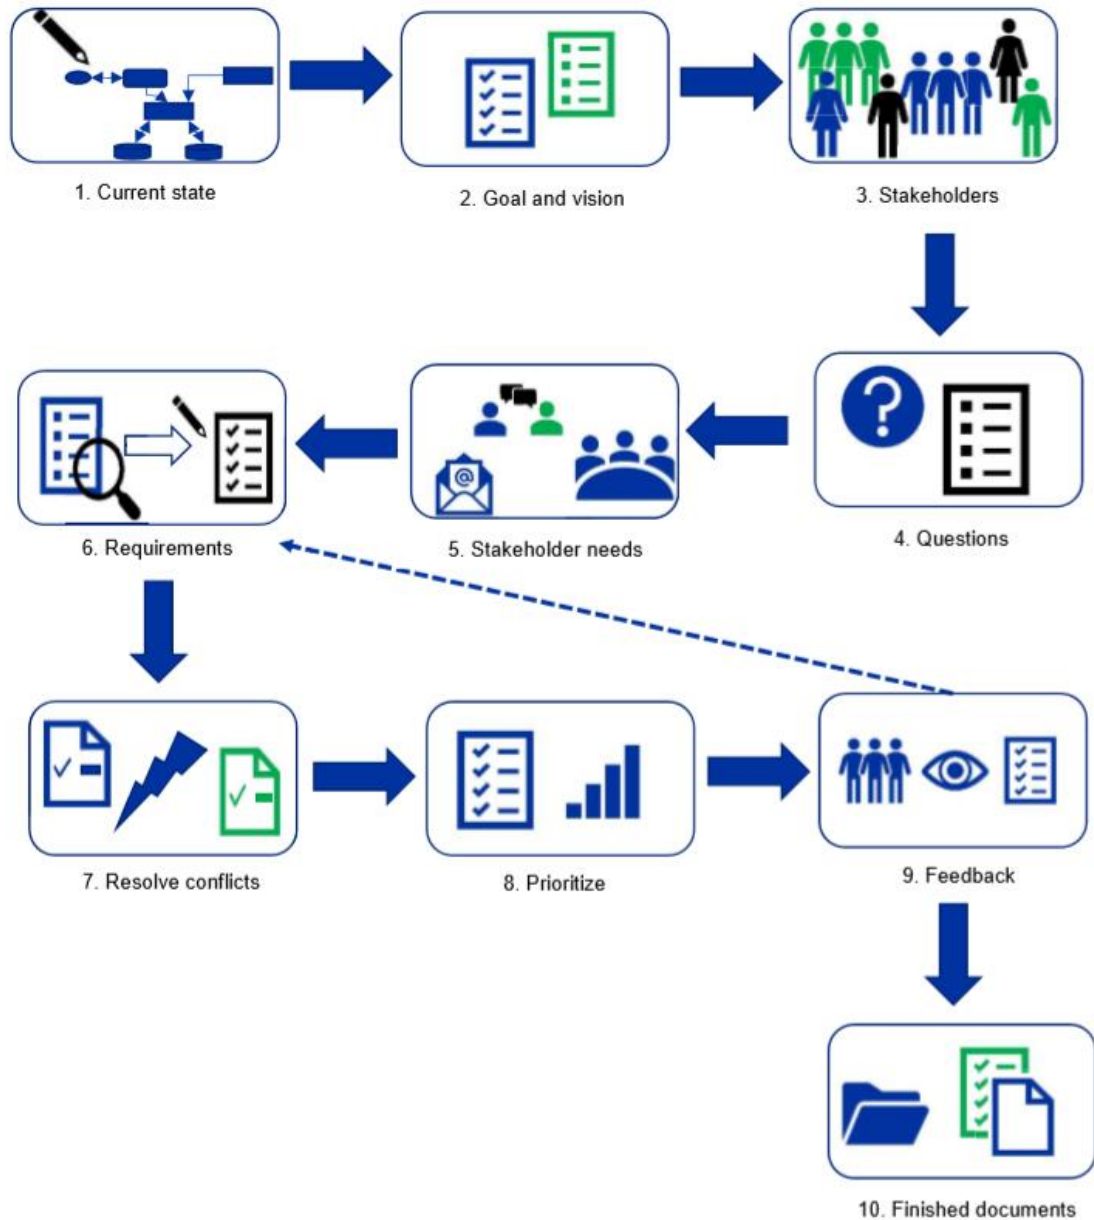 1. Current state
2. Goal and vision
3. Stakeholders
4. Questions
5. Stakeholder needs
6. Requirements
7. Resolve conflicts
8. Prioritize
9. Feedback
10. Finished documents